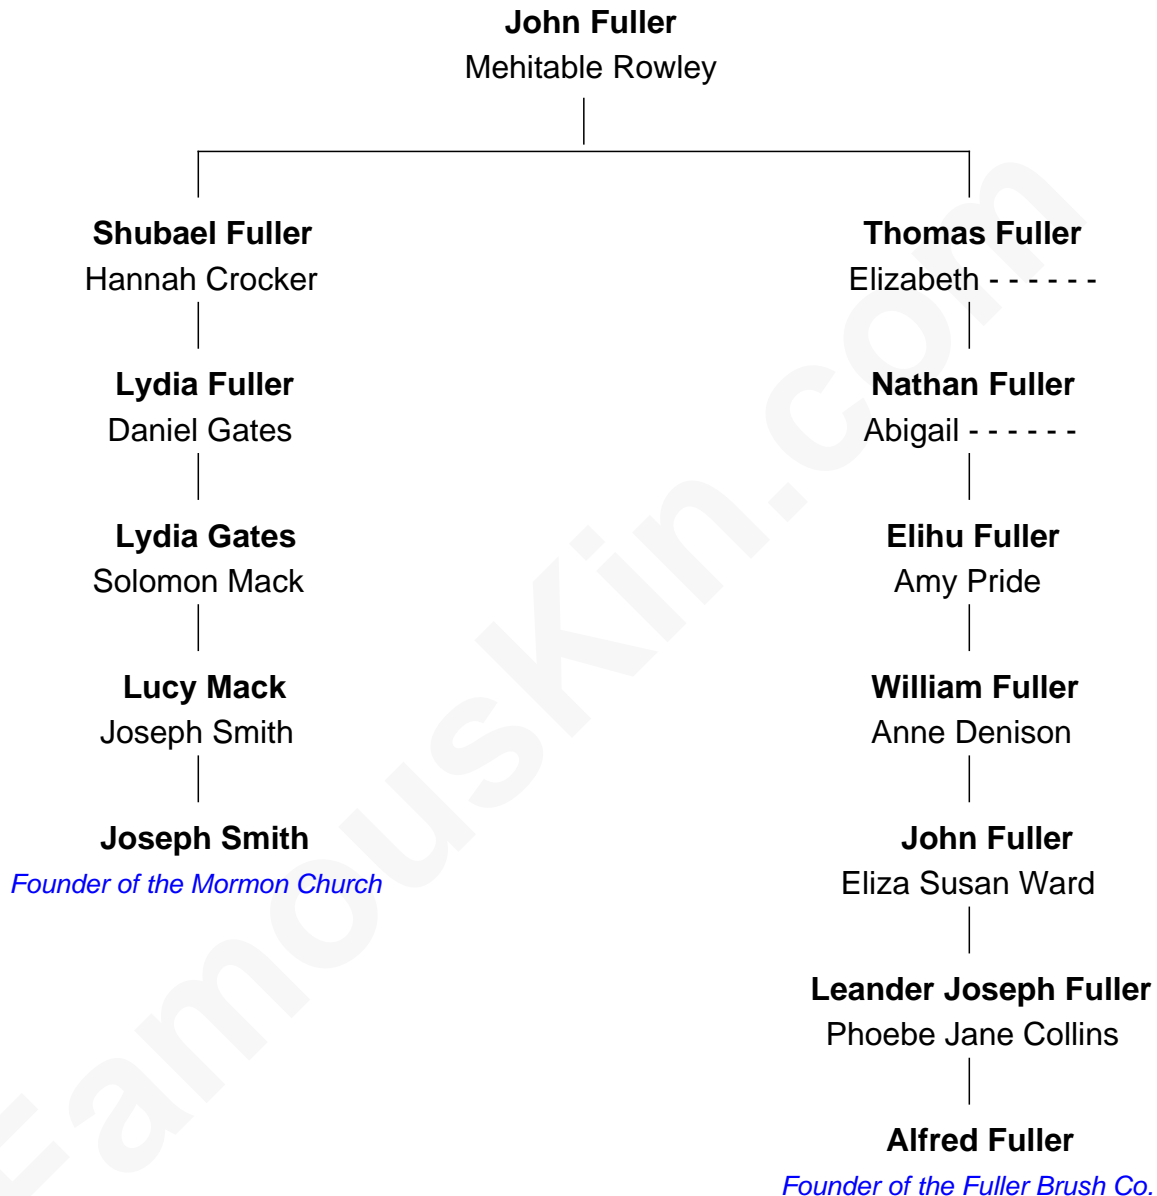 John Fuller
Mehitable Rowley
Shubael Fuller
Hannah Crocker
Lydia Fuller
Daniel Gates
Lydia Gates
Solomon Mack
Lucy Mack
Joseph Smith
Joseph Smith
Founder of the Mormon Church
Thomas Fuller
Elizabeth - - - - - -
Nathan Fuller
Abigail - - - - - -
Elihu Fuller
Amy Pride
William Fuller
Anne Denison
John Fuller
Eliza Susan Ward
Leander Joseph Fuller
Phoebe Jane Collins
Alfred Fuller
Founder of the Fuller Brush Co.
FamousKin.com